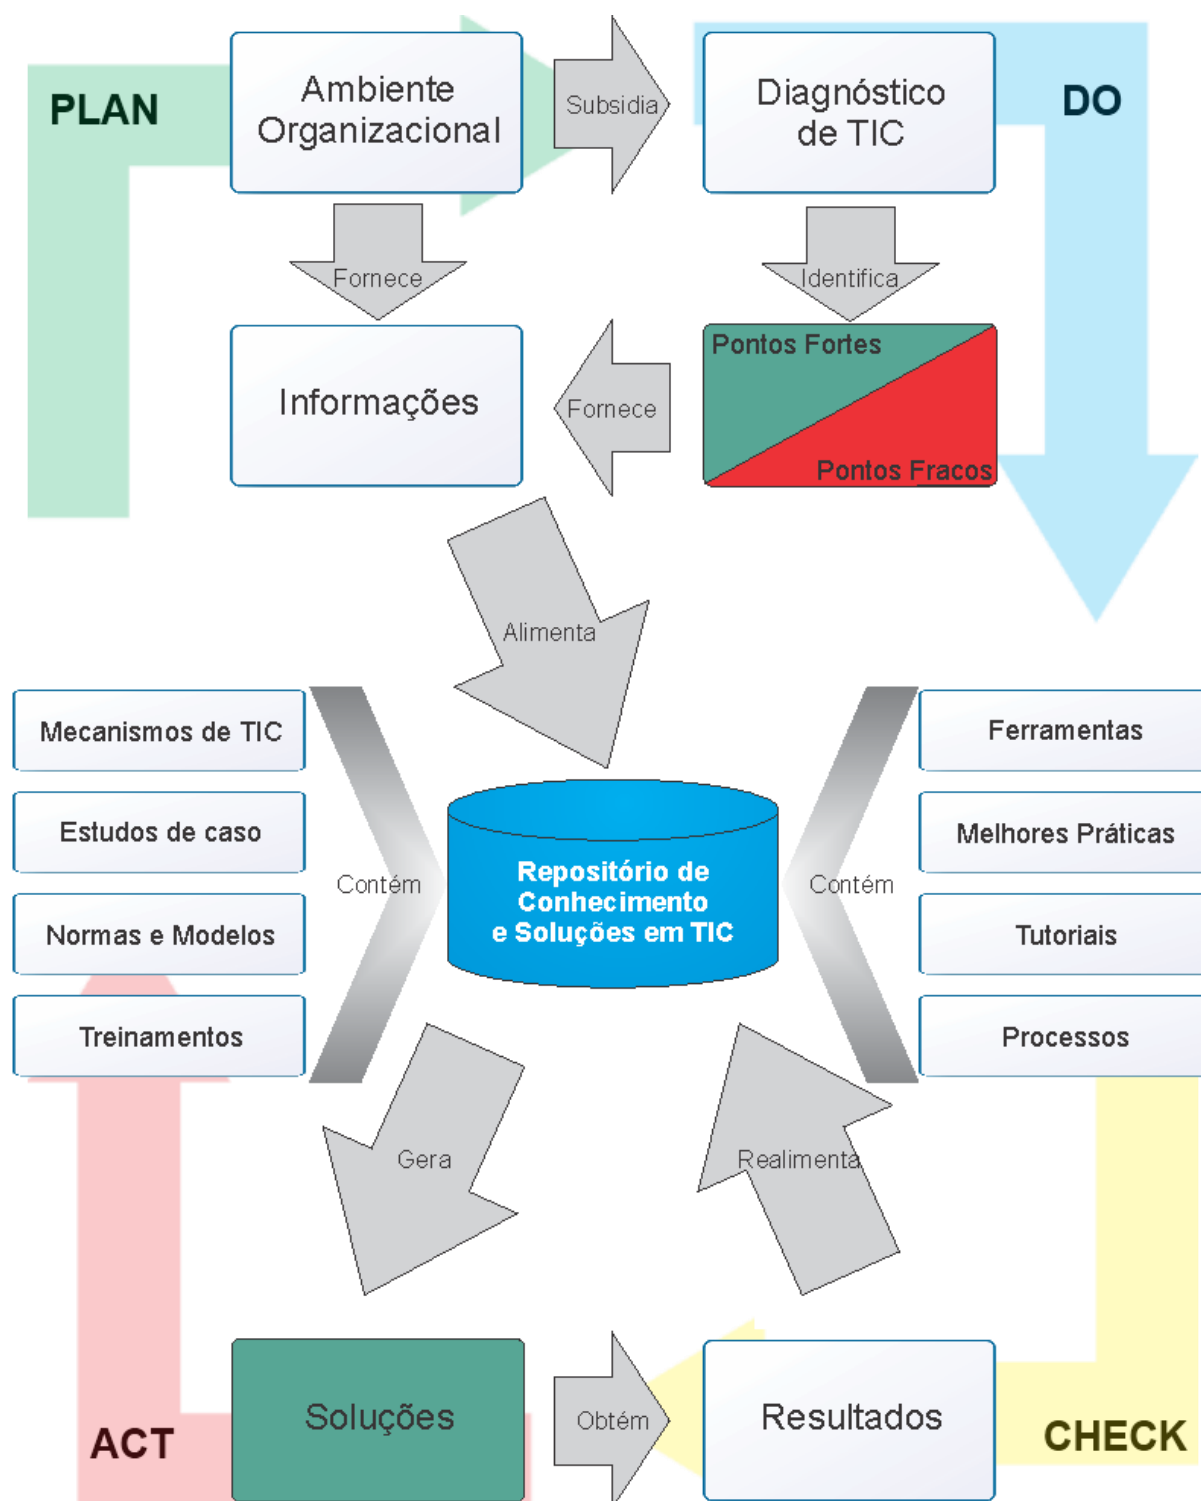 PLAN
Ambiente
Organizacional
Subsidia
Diagnóstico
de TIC
DO
Fornece
Identifica
Informações
Fornece
Pontos Fortes
Pontos Fracos
Alimenta
Mecanismos de TIC
Estudos de caso
Normas e Modelos
Treinamentos
Contém
Repositório de
Conhecimento
e Soluções em TIC
Contém
Ferramentas
Melhores Práticas
Tutoriais
Processos
Gera
Realimenta
ACT
Soluções
Obtém
Resultados
CHECK